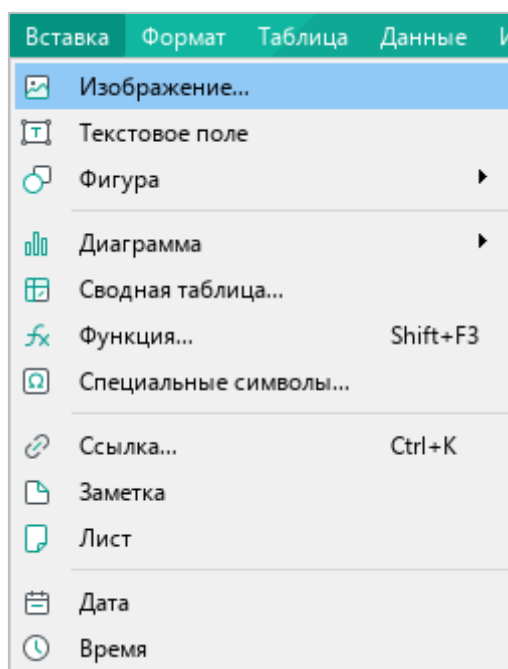 Вставка Формат Таблица Данные
Изображение...
Текстовое поле
Фигура
Диаграмма
Сводная таблица...
Функция... Shift+F3
Специальные символы...
Ссылка... Ctrl+K
Заметка
Лист
Дата
Время